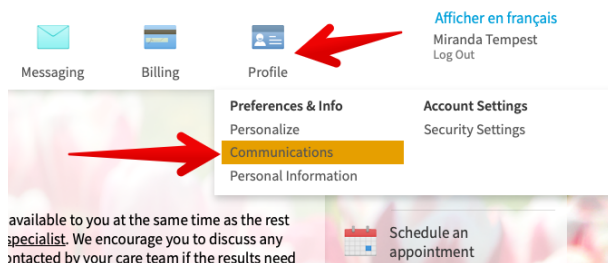 Afficher en français
Miranda Tempest
Log Out
Messaging
Billing
Profile
Preferences & Info
Account Settings
Personalize
Security Settings
Communications
Personal Information
available to you at the same time as the rest
specialist. We encourage you to discuss any
ontacted by your care team if the results need
Schedule an
appointment